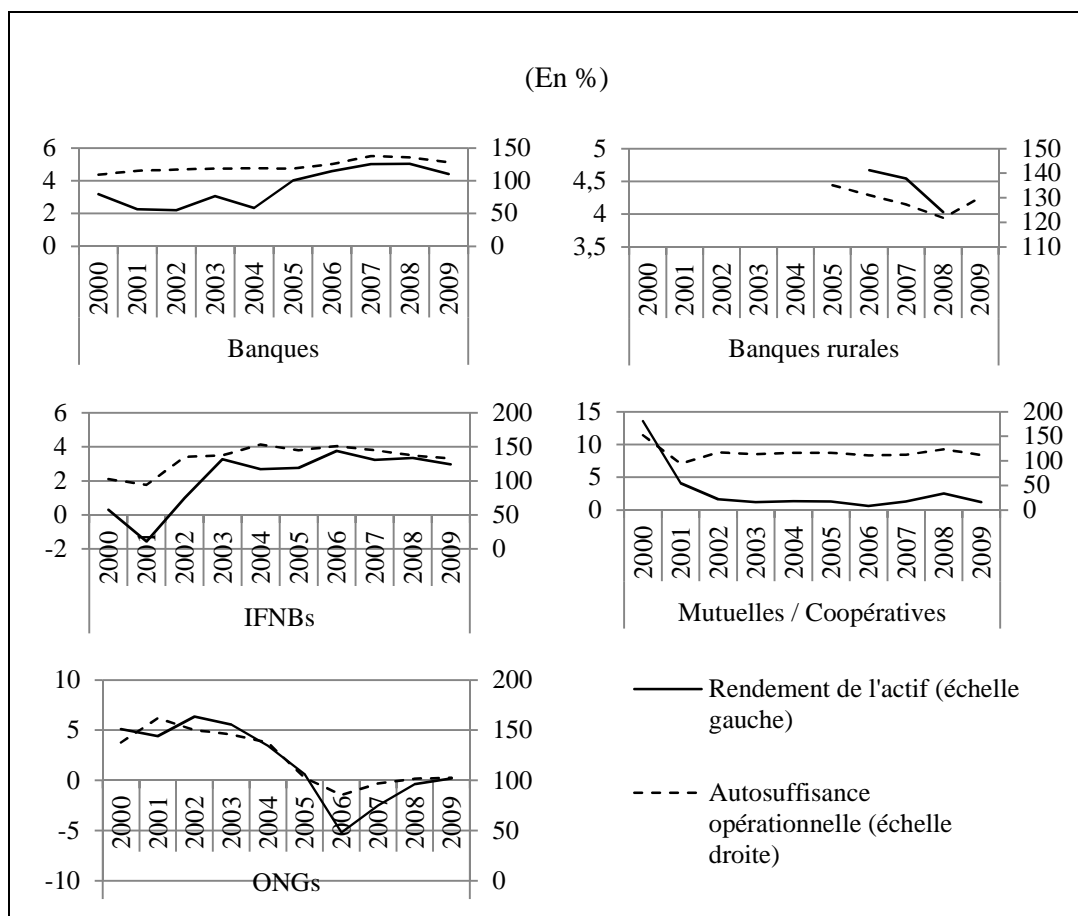 (En %)
6
4
2
0
150
100
50
0
2000 2001 2002 2003 2004 2005 2006 2007 2008 2009
Banques
5
4,5
4
3,5
150
140
130
120
110
2000 2001 2002 2003 2004 2005 2006 2007 2008 2009
Banques rurales
6
4
2
0
-2
200
150
100
50
0
2000 2001 2002 2003 2004 2005 2006 2007 2008 2009
IFNBs
15
10
5
0
200
150
100
50
0
2000 2001 2002 2003 2004 2005 2006 2007 2008 2009
Mutuelles / Coopératives
10
5
0
-5
-10
200
150
100
50
0
2000 2001 2002 2003 2004 2005 2006 2007 2008 2009
ONGs
Rendement de l'actif (échelle
gauche)
Autosuffisance
opérationnelle (échelle
droite)